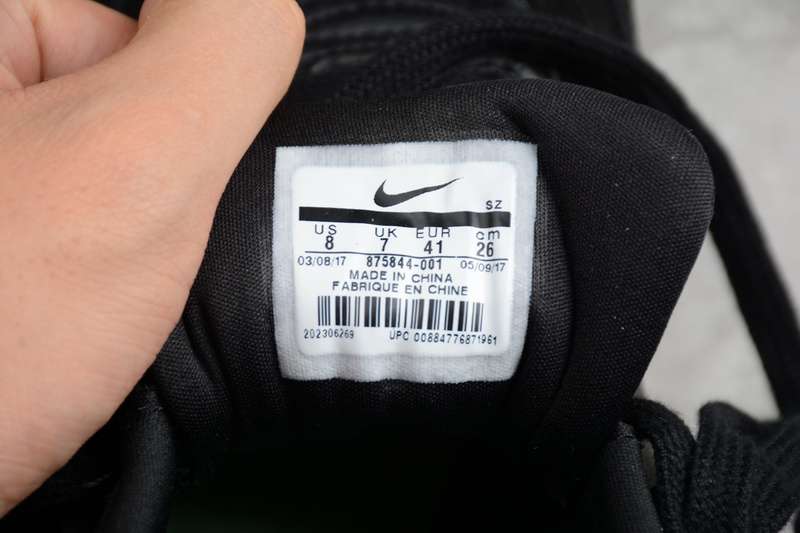 SZ
US UK EUR cm
8 7 41 26
03/08/17 875844-001 05/09/17
MADE IN CHINA
FABRIQUE EN CHINE
202306269 UPC 00884776871961